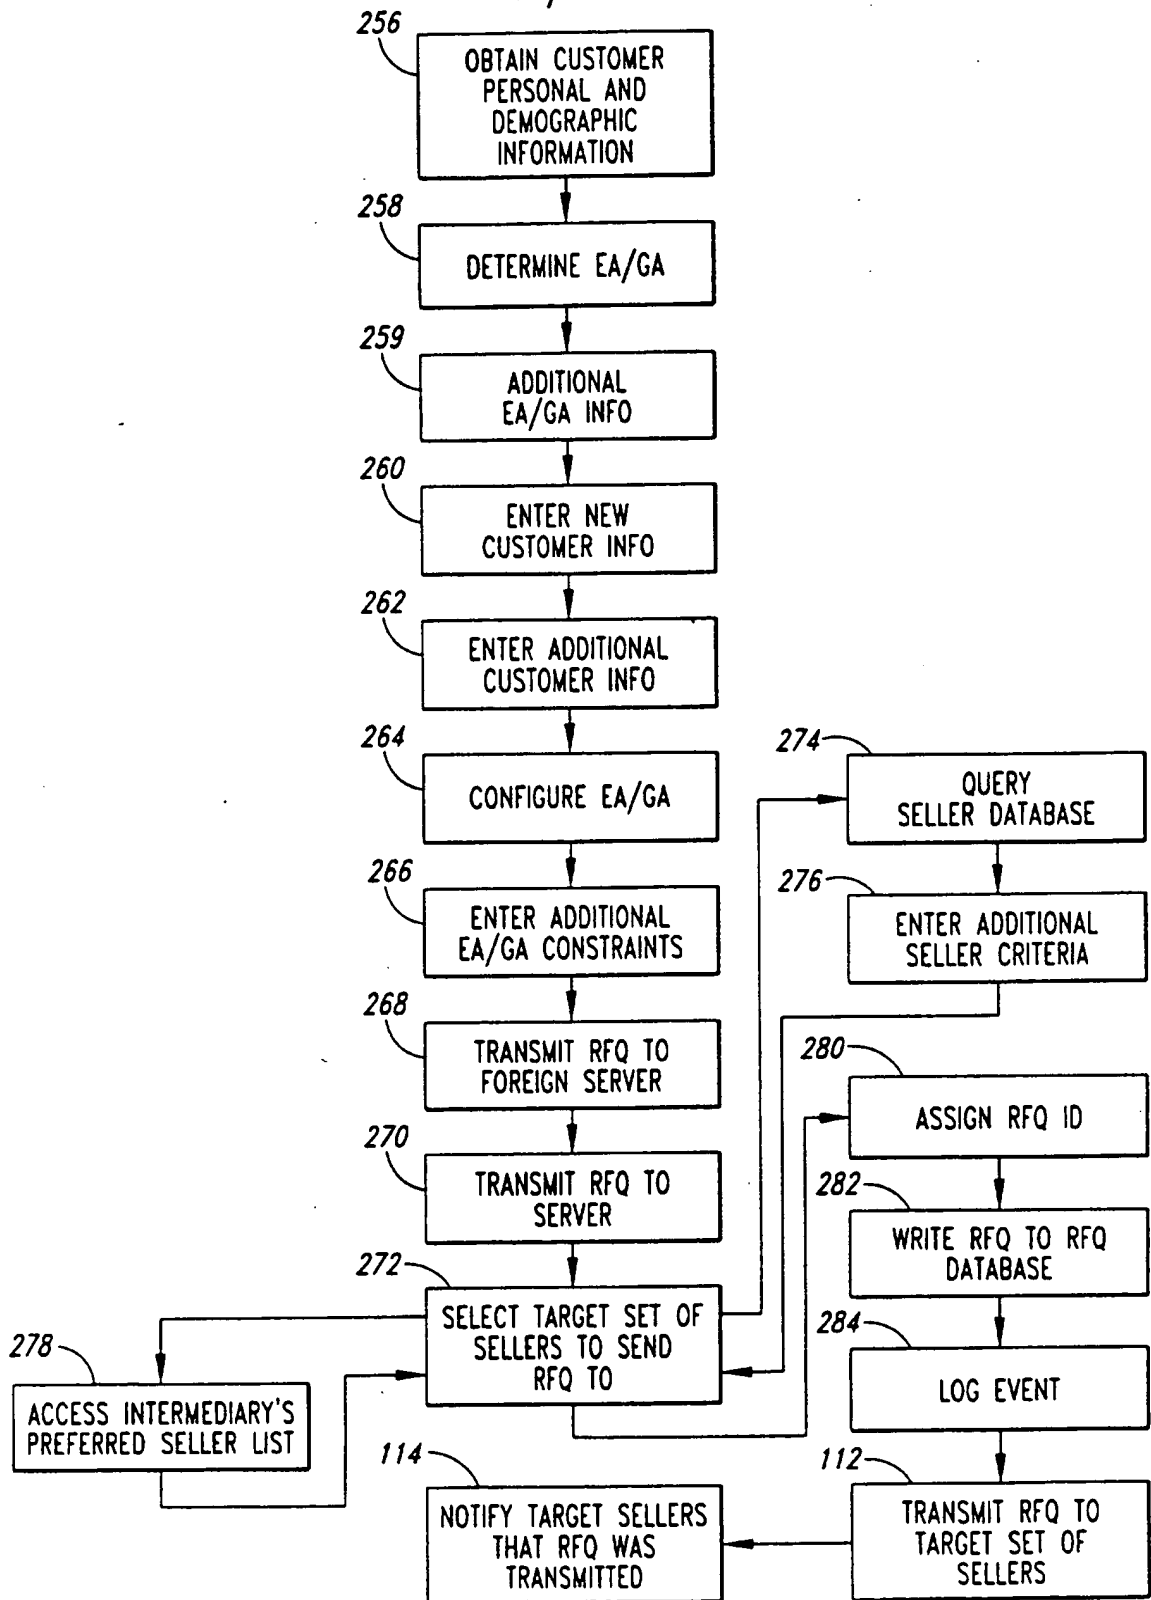 256
OBTAIN CUSTOMER
PERSONAL AND
DEMOGRAPHIC
INFORMATION
258
DETERMINE EA/GA
259
ADDITIONAL
EA/GA INFO
260
ENTER NEW
CUSTOMER INFO
262
ENTER ADDITIONAL
CUSTOMER INFO
264
CONFIGURE EA/GA
266
ENTER ADDITIONAL
EA/GA CONSTRAINTS
268
TRANSMIT RFQ TO
FOREIGN SERVER
270
TRANSMIT RFQ TO
SERVER
272
SELECT TARGET SET OF
SELLERS TO SEND
RFQ TO
274
QUERY
SELLER DATABASE
276
ENTER ADDITIONAL
SELLER CRITERIA
278
ACCESS INTERMEDIARY'S
PREFERRED SELLER LIST
280
ASSIGN RFQ ID
282
WRITE RFQ TO RFQ
DATABASE
284
LOG EVENT
112
TRANSMIT RFQ TO
TARGET SET OF
SELLERS
114
NOTIFY TARGET SELLERS
THAT RFQ WAS
TRANSMITTED